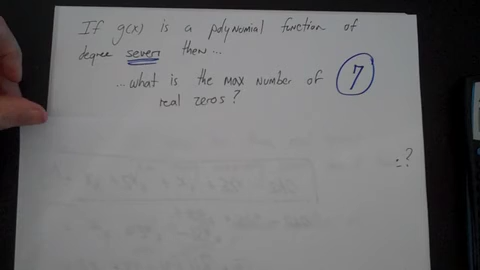 If g(x) is a polynomial function of
degree seven then...
...what is the max number of
real zeros?
7
:?